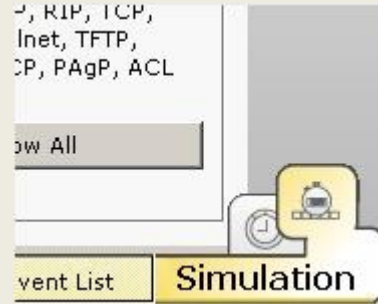 P, RIP, TCP,
lnet, TFTP,
CP, PAgP, ACL
ow All
vent List
Simulation